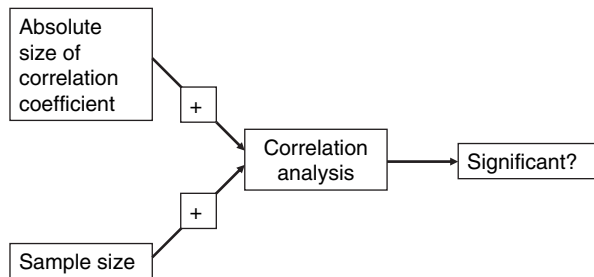 Absolute
size of
correlation
coefficient
+
Correlation
analysis
Significant?
+
Sample size